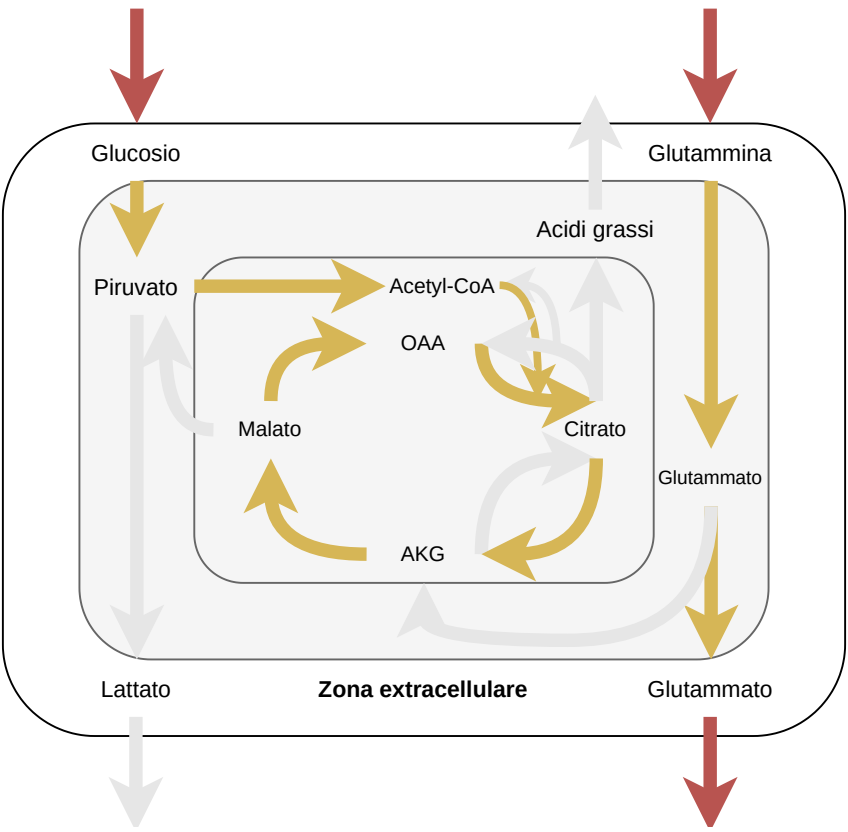 Glucosio
Glutammina
Acidi grassi
Piruvato
Acetyl-CoA
OAA
Malato
Citrato
Glutammato
AKG
Lattato
Zona extracellulare
Glutammato